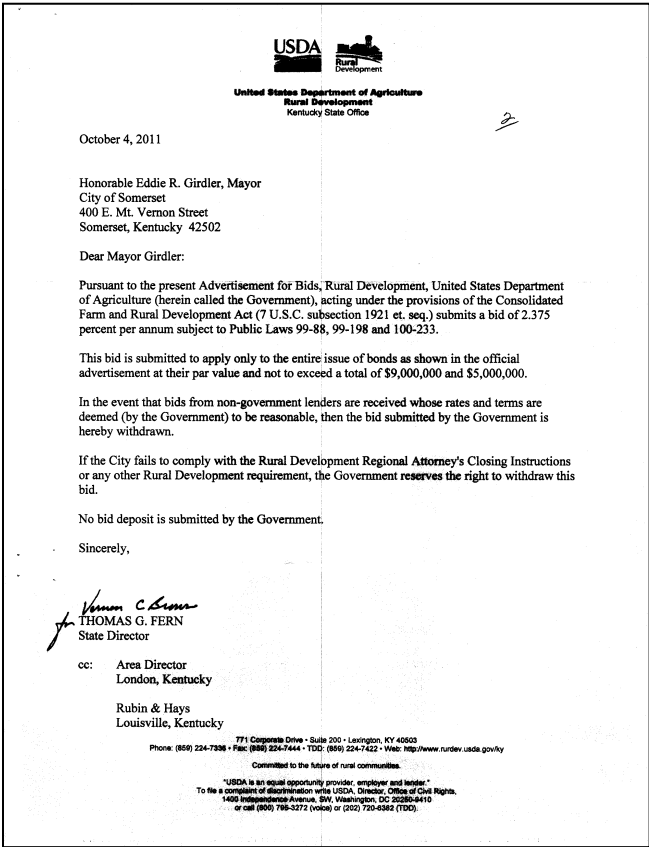 USDA
Rural
Development
United States Department of Agriculture
Rural Development
Kentucky State Office
2
October 4, 2011
Honorable Eddie R. Girdler, Mayor
City of Somerset
400 E. Mt. Vernon Street
Somerset, Kentucky 42502
Dear Mayor Girdler:
Pursuant to the present Advertisement for Bids, Rural Development, United States Department
of Agriculture (herein called the Government), acting under the provisions of the Consolidated
Farm and Rural Development Act (7 U.S.C. subsection 1921 et. seq.) submits a bid of 2.375
percent per annum subject to Public Laws 99-88, 99-198 and 100-233.
This bid is submitted to apply only to the entire issue of bonds as shown in the official
advertisement at their par value and not to exceed a total of $9,000,000 and $5,000,000.
In the event that bids from non-government lenders are received whose rates and terms are
deemed (by the Government) to be reasonable, then the bid submitted by the Government is
hereby withdrawn.
If the City fails to comply with the Rural Development Regional Attorney's Closing Instructions
or any other Rural Development requirement, the Government reserves the right to withdraw this
bid.
No bid deposit is submitted by the Government.
Sincerely,
Vernon C Brown
for THOMAS G. FERN
State Director
cc: Area Director
London, Kentucky
Rubin & Hays
Louisville, Kentucky
771 Corporate Drive • Suite 200 • Lexington, KY 40503
Phone: (859) 224-7336 • Fax: (859) 224-7444 • TDD: (859) 224-7422 • Web: http://www.rurdev.usda.gov/ky
Committed to the future of rural communities.
"USDA is an equal opportunity provider, employer and lender."
To file a complaint of discrimination write USDA, Director, Office of Civil Rights,
1400 Independence Avenue, SW, Washington, DC 20250-9410
or call (800) 795-3272 (voice) or (202) 720-6382 (TDD).